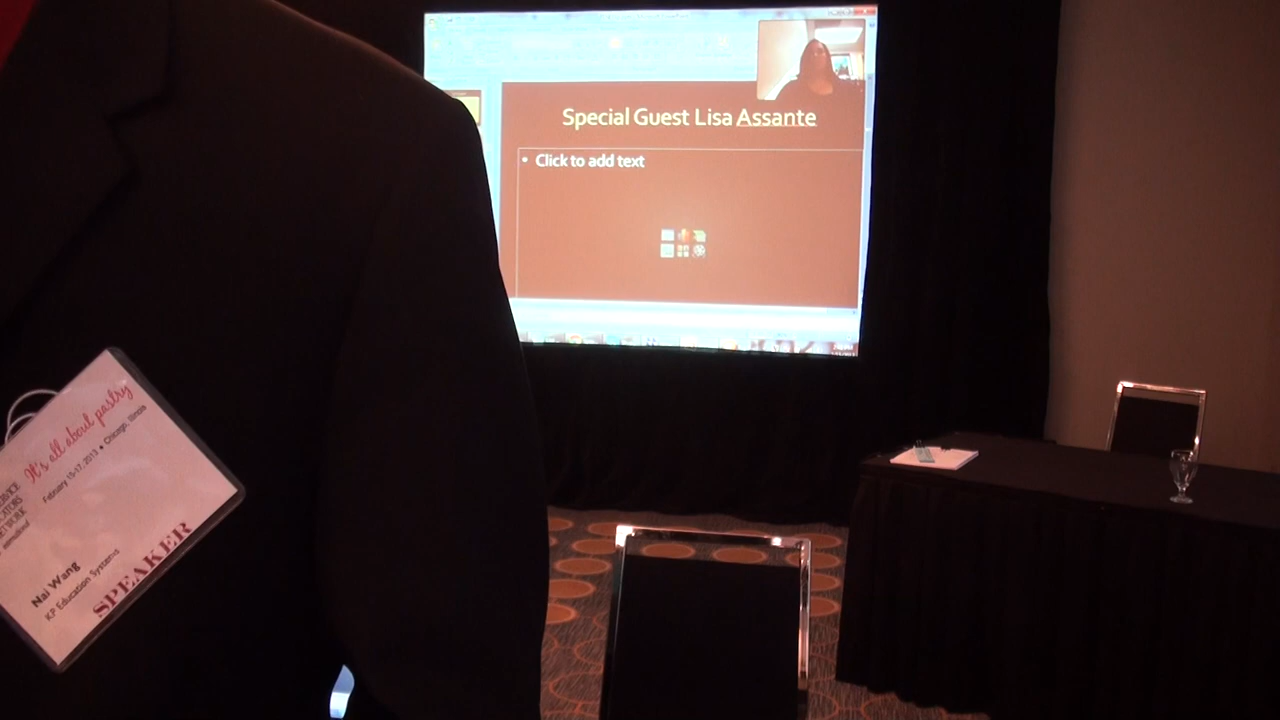 Special Guest Lisa Assante
• Click to add text
It's all about pastry
February 15-17, 2013 • Chicago, Illinois
Nai Wang
KP Education Systems
SPEAKER